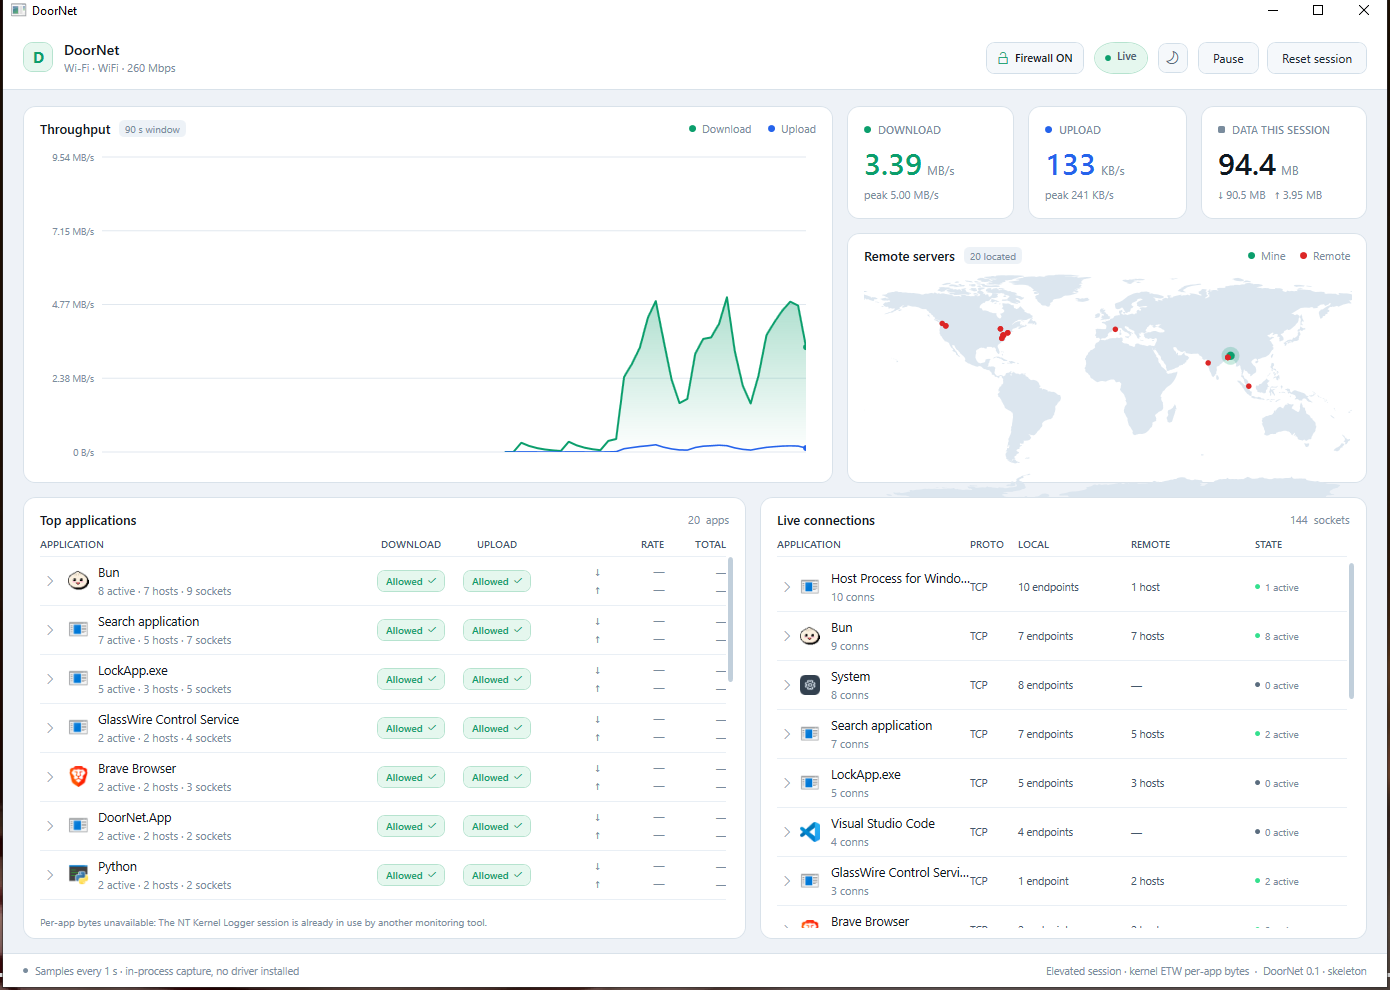 DoorNet
D
DoorNet
Wi-Fi · WiFi · 260 Mbps
Firewall ON
Live
Pause
Reset session
Throughput
90 s window
Download
Upload
9.54 MB/s
7.15 MB/s
4.77 MB/s
2.38 MB/s
0 B/s
DOWNLOAD
3.39 MB/s
peak 5.00 MB/s
UPLOAD
133 KB/s
peak 241 KB/s
DATA THIS SESSION
94.4 MB
↓ 90.5 MB ↑ 3.95 MB
Remote servers
20 located
Mine
Remote
Top applications
20 apps
APPLICATION DOWNLOAD UPLOAD RATE TOTAL
Bun
8 active · 7 hosts · 9 sockets
Allowed ✓ Allowed ✓
↓ — —
↑ — —
Search application
7 active · 5 hosts · 7 sockets
Allowed ✓ Allowed ✓
↓ — —
↑ — —
LockApp.exe
5 active · 3 hosts · 5 sockets
Allowed ✓ Allowed ✓
↓ — —
↑ — —
GlassWire Control Service
2 active · 2 hosts · 4 sockets
Allowed ✓ Allowed ✓
↓ — —
↑ — —
Brave Browser
2 active · 2 hosts · 3 sockets
Allowed ✓ Allowed ✓
↓ — —
↑ — —
DoorNet.App
2 active · 2 hosts · 2 sockets
Allowed ✓ Allowed ✓
↓ — —
↑ — —
Python
2 active · 2 hosts · 2 sockets
Allowed ✓ Allowed ✓
↓ — —
↑ — —
Per-app bytes unavailable: The NT Kernel Logger session is already in use by another monitoring tool.
Live connections
144 sockets
APPLICATION PROTO LOCAL REMOTE STATE
Host Process for Windo...
10 conns
TCP 10 endpoints 1 host 1 active
Bun
9 conns
TCP 7 endpoints 7 hosts 8 active
System
8 conns
TCP 8 endpoints — 0 active
Search application
7 conns
TCP 7 endpoints 5 hosts 2 active
LockApp.exe
5 conns
TCP 5 endpoints 3 hosts 0 active
Visual Studio Code
4 conns
TCP 4 endpoints — 0 active
GlassWire Control Servi...
3 conns
TCP 1 endpoint 2 hosts 2 active
Brave Browser
Samples every 1 s · in-process capture, no driver installed
Elevated session · kernel ETW per-app bytes · DoorNet 0.1 · skeleton